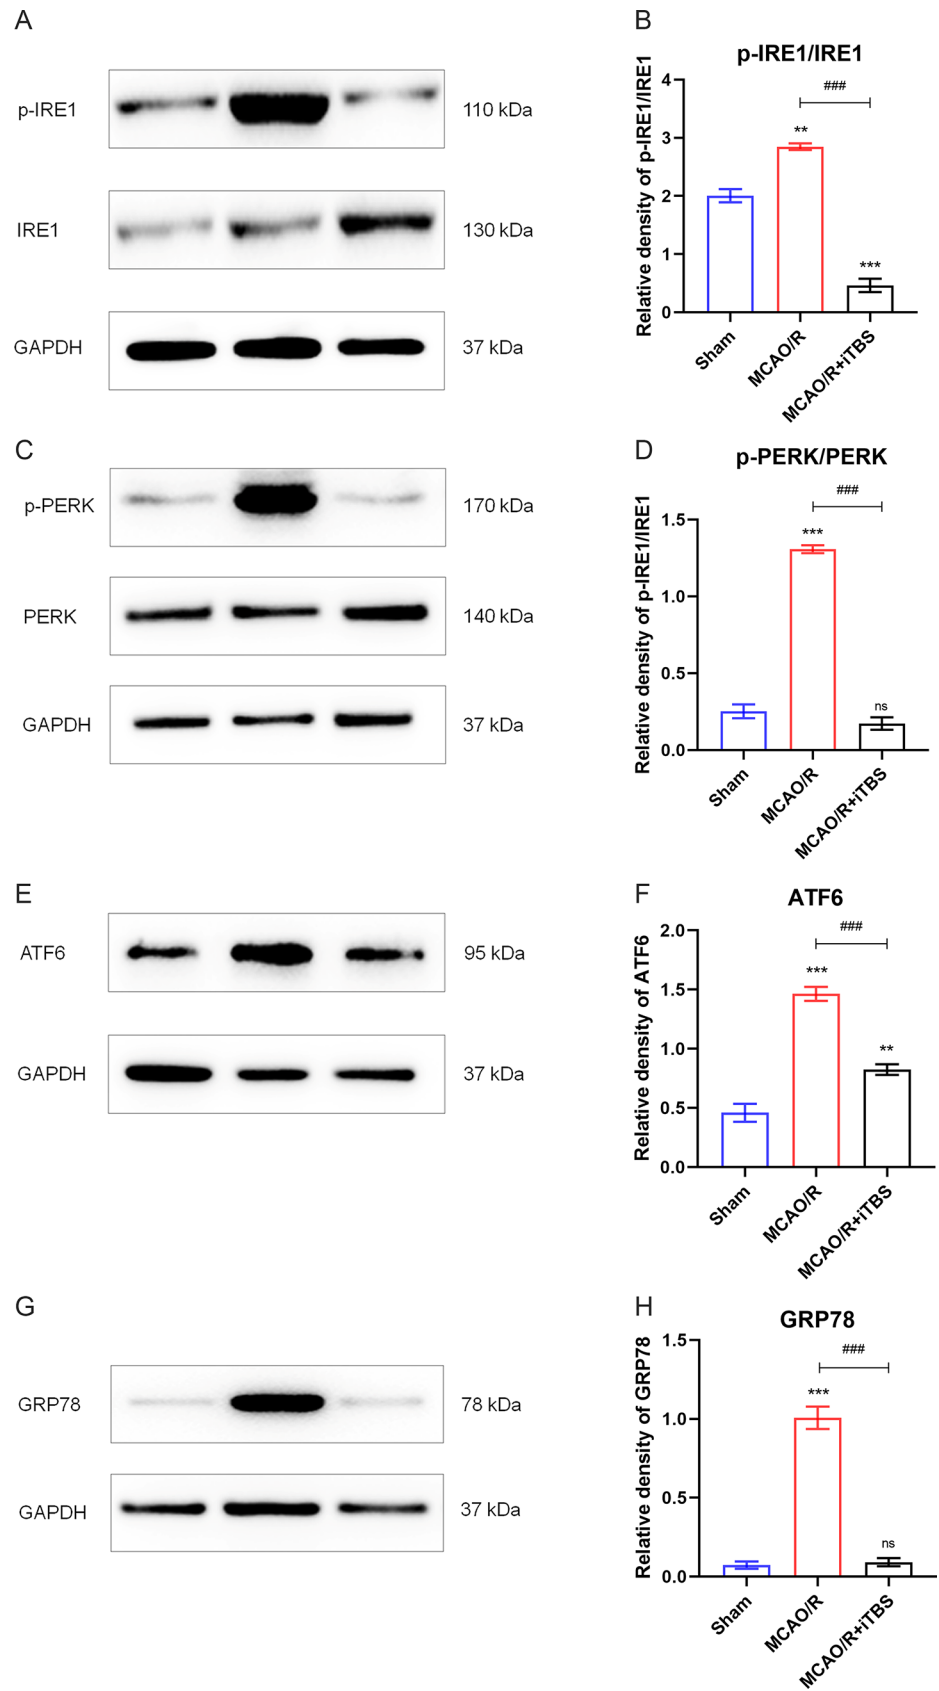 A
p-IRE1
110 kDa
IRE1
130 kDa
GAPDH
37 kDa
B
p-IRE1/IRE1
Relative density of p-IRE1/IRE1
4
3
2
1
0
**
###
***
Sham
MCAO/R
MCAO/R+iTBS
C
p-PERK
170 kDa
PERK
140 kDa
GAPDH
37 kDa
D
p-PERK/PERK
Relative density of p-IRE1/IRE1
1.5
1.0
0.5
0.0
***
###
ns
Sham
MCAO/R
MCAO/R+iTBS
E
ATF6
95 kDa
GAPDH
37 kDa
F
ATF6
Relative density of ATF6
2.0
1.5
1.0
0.5
0.0
***
###
**
Sham
MCAO/R
MCAO/R+iTBS
G
GRP78
78 kDa
GAPDH
37 kDa
H
GRP78
Relative density of GRP78
1.5
1.0
0.5
0.0
***
###
ns
Sham
MCAO/R
MCAO/R+iTBS